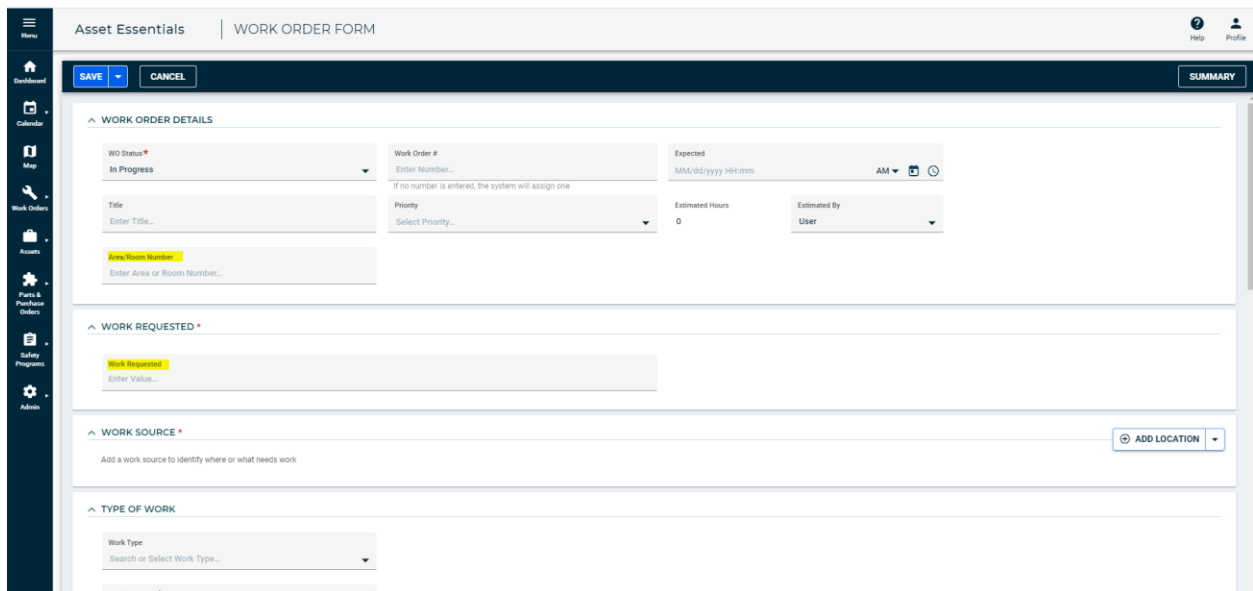 Menu
Asset Essentials
WORK ORDER FORM
Help
Profile
Dashboard
Calendar
Map
Work Orders
Assets
Parts &
Purchase
Orders
Safety
Programs
Admin
SAVE
CANCEL
SUMMARY
WORK ORDER DETAILS
WO Status*
In Progress
Work Order #
Enter Number...
If no number is entered, the system will assign one
Expected
MM/dd/yyyy HH:mm
AM
Title
Enter Title...
Priority
Select Priority...
Estimated Hours
0
Estimated By
User
Area/Room Number
Enter Area or Room Number...
WORK REQUESTED *
Work Requested
Enter Value...
WORK SOURCE *
ADD LOCATION
Add a work source to identify where or what needs work
TYPE OF WORK
Work Type
Search or Select Work Type...